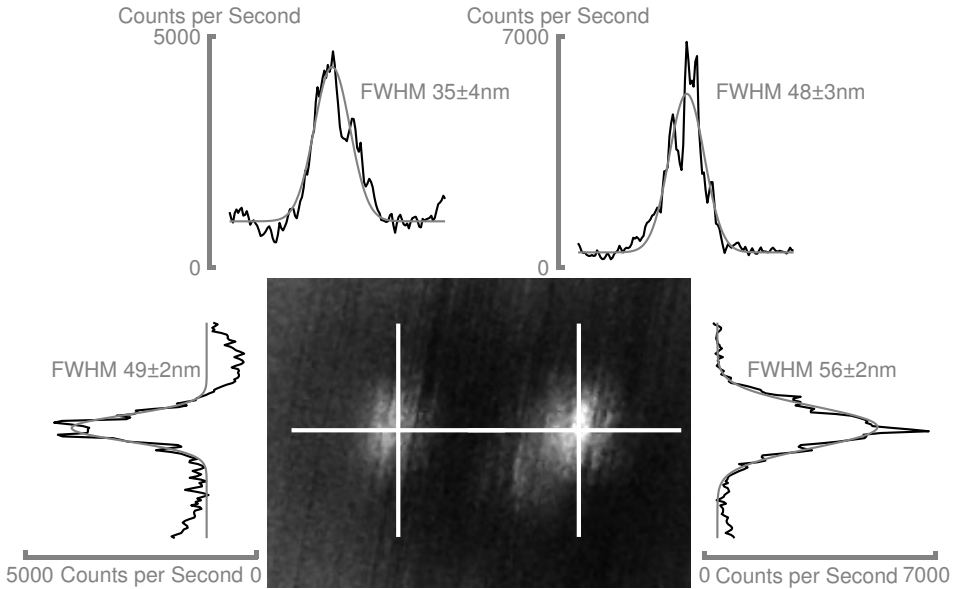 Counts per Second
5000
FWHM 35±4nm
0
Counts per Second
7000
FWHM 48±3nm
0
FWHM 49±2nm
5000 Counts per Second 0
FWHM 56±2nm
0 Counts per Second 7000